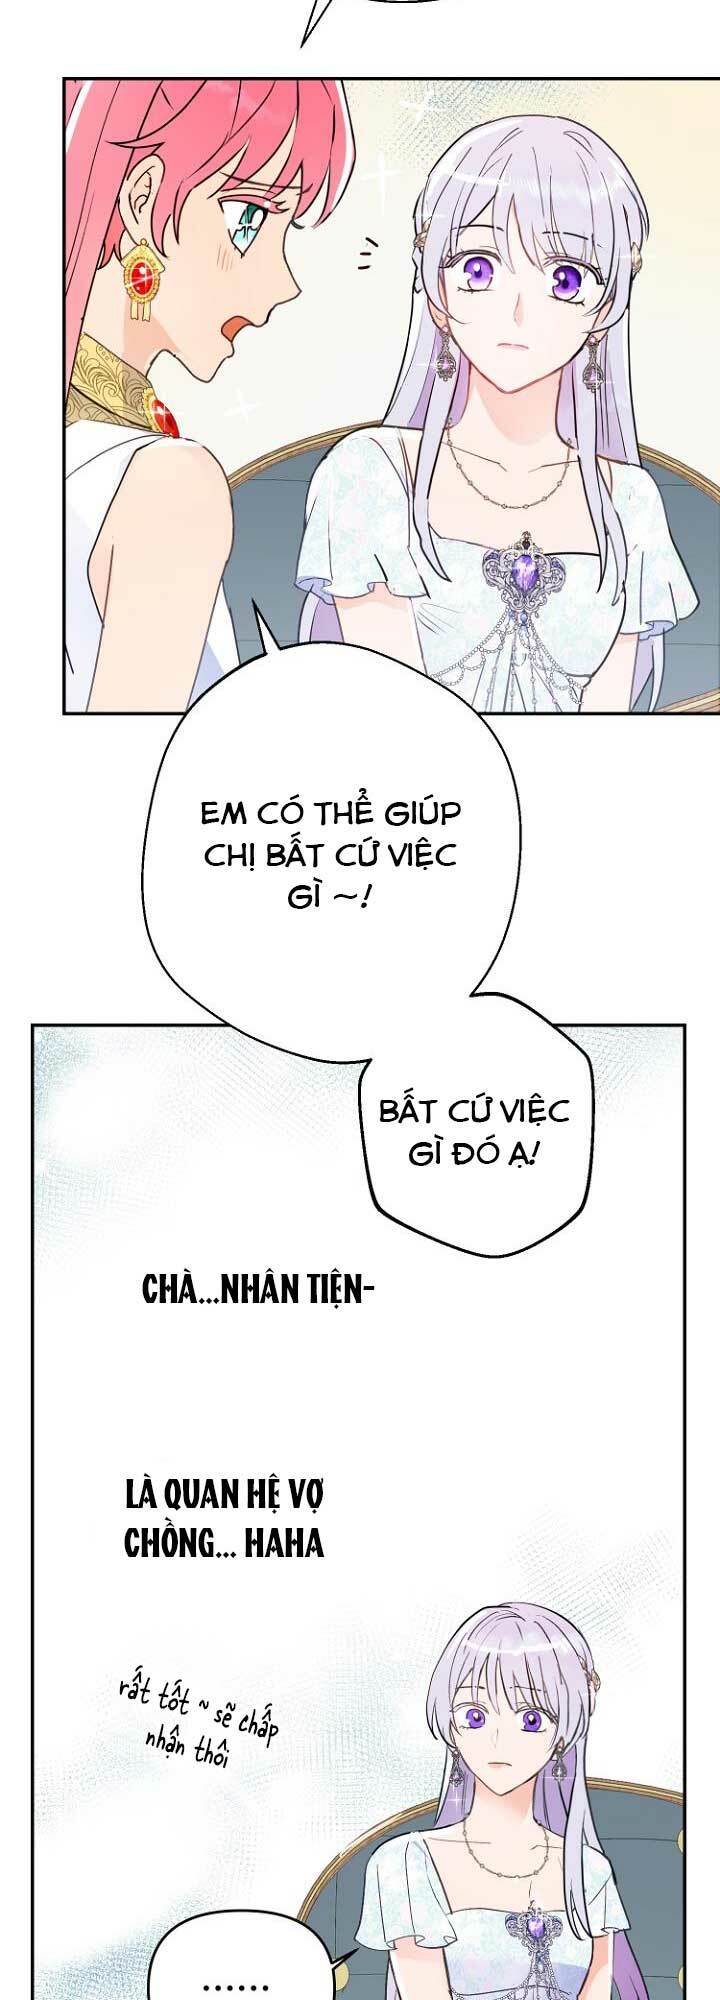 EM CÓ THỂ GIÚP
CHỊ BẤT CỨ VIỆC
GÌ ~!
BẤT CỨ VIỆC
GÌ ĐÓ Ạ!
CHÀ...NHÂN TIỆN-
LÀ QUAN HỆ VỢ
CHỒNG... HAHA
rất tốt ~ sẽ chấp
nhận thôi
......